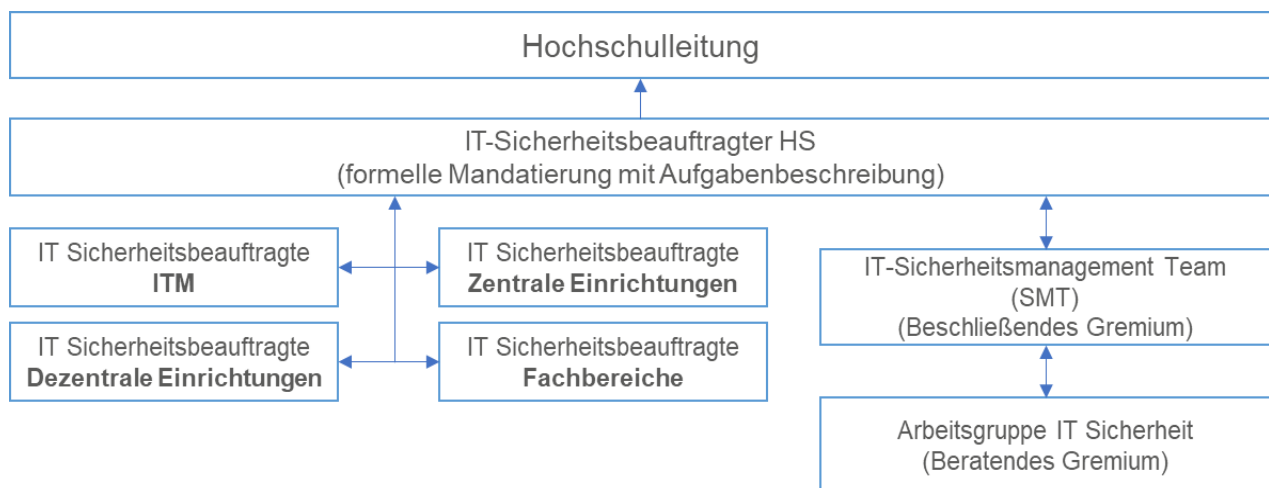 Hochschulleitung
IT-Sicherheitsbeauftragter HS
(formelle Mandatierung mit Aufgabenbeschreibung)
IT Sicherheitsbeauftragte
ITM
IT Sicherheitsbeauftragte
Zentrale Einrichtungen
IT Sicherheitsbeauftragte
Dezentrale Einrichtungen
IT Sicherheitsbeauftragte
Fachbereiche
IT-Sicherheitsmanagement Team
(SMT)
(Beschließendes Gremium)
Arbeitsgruppe IT Sicherheit
(Beratendes Gremium)